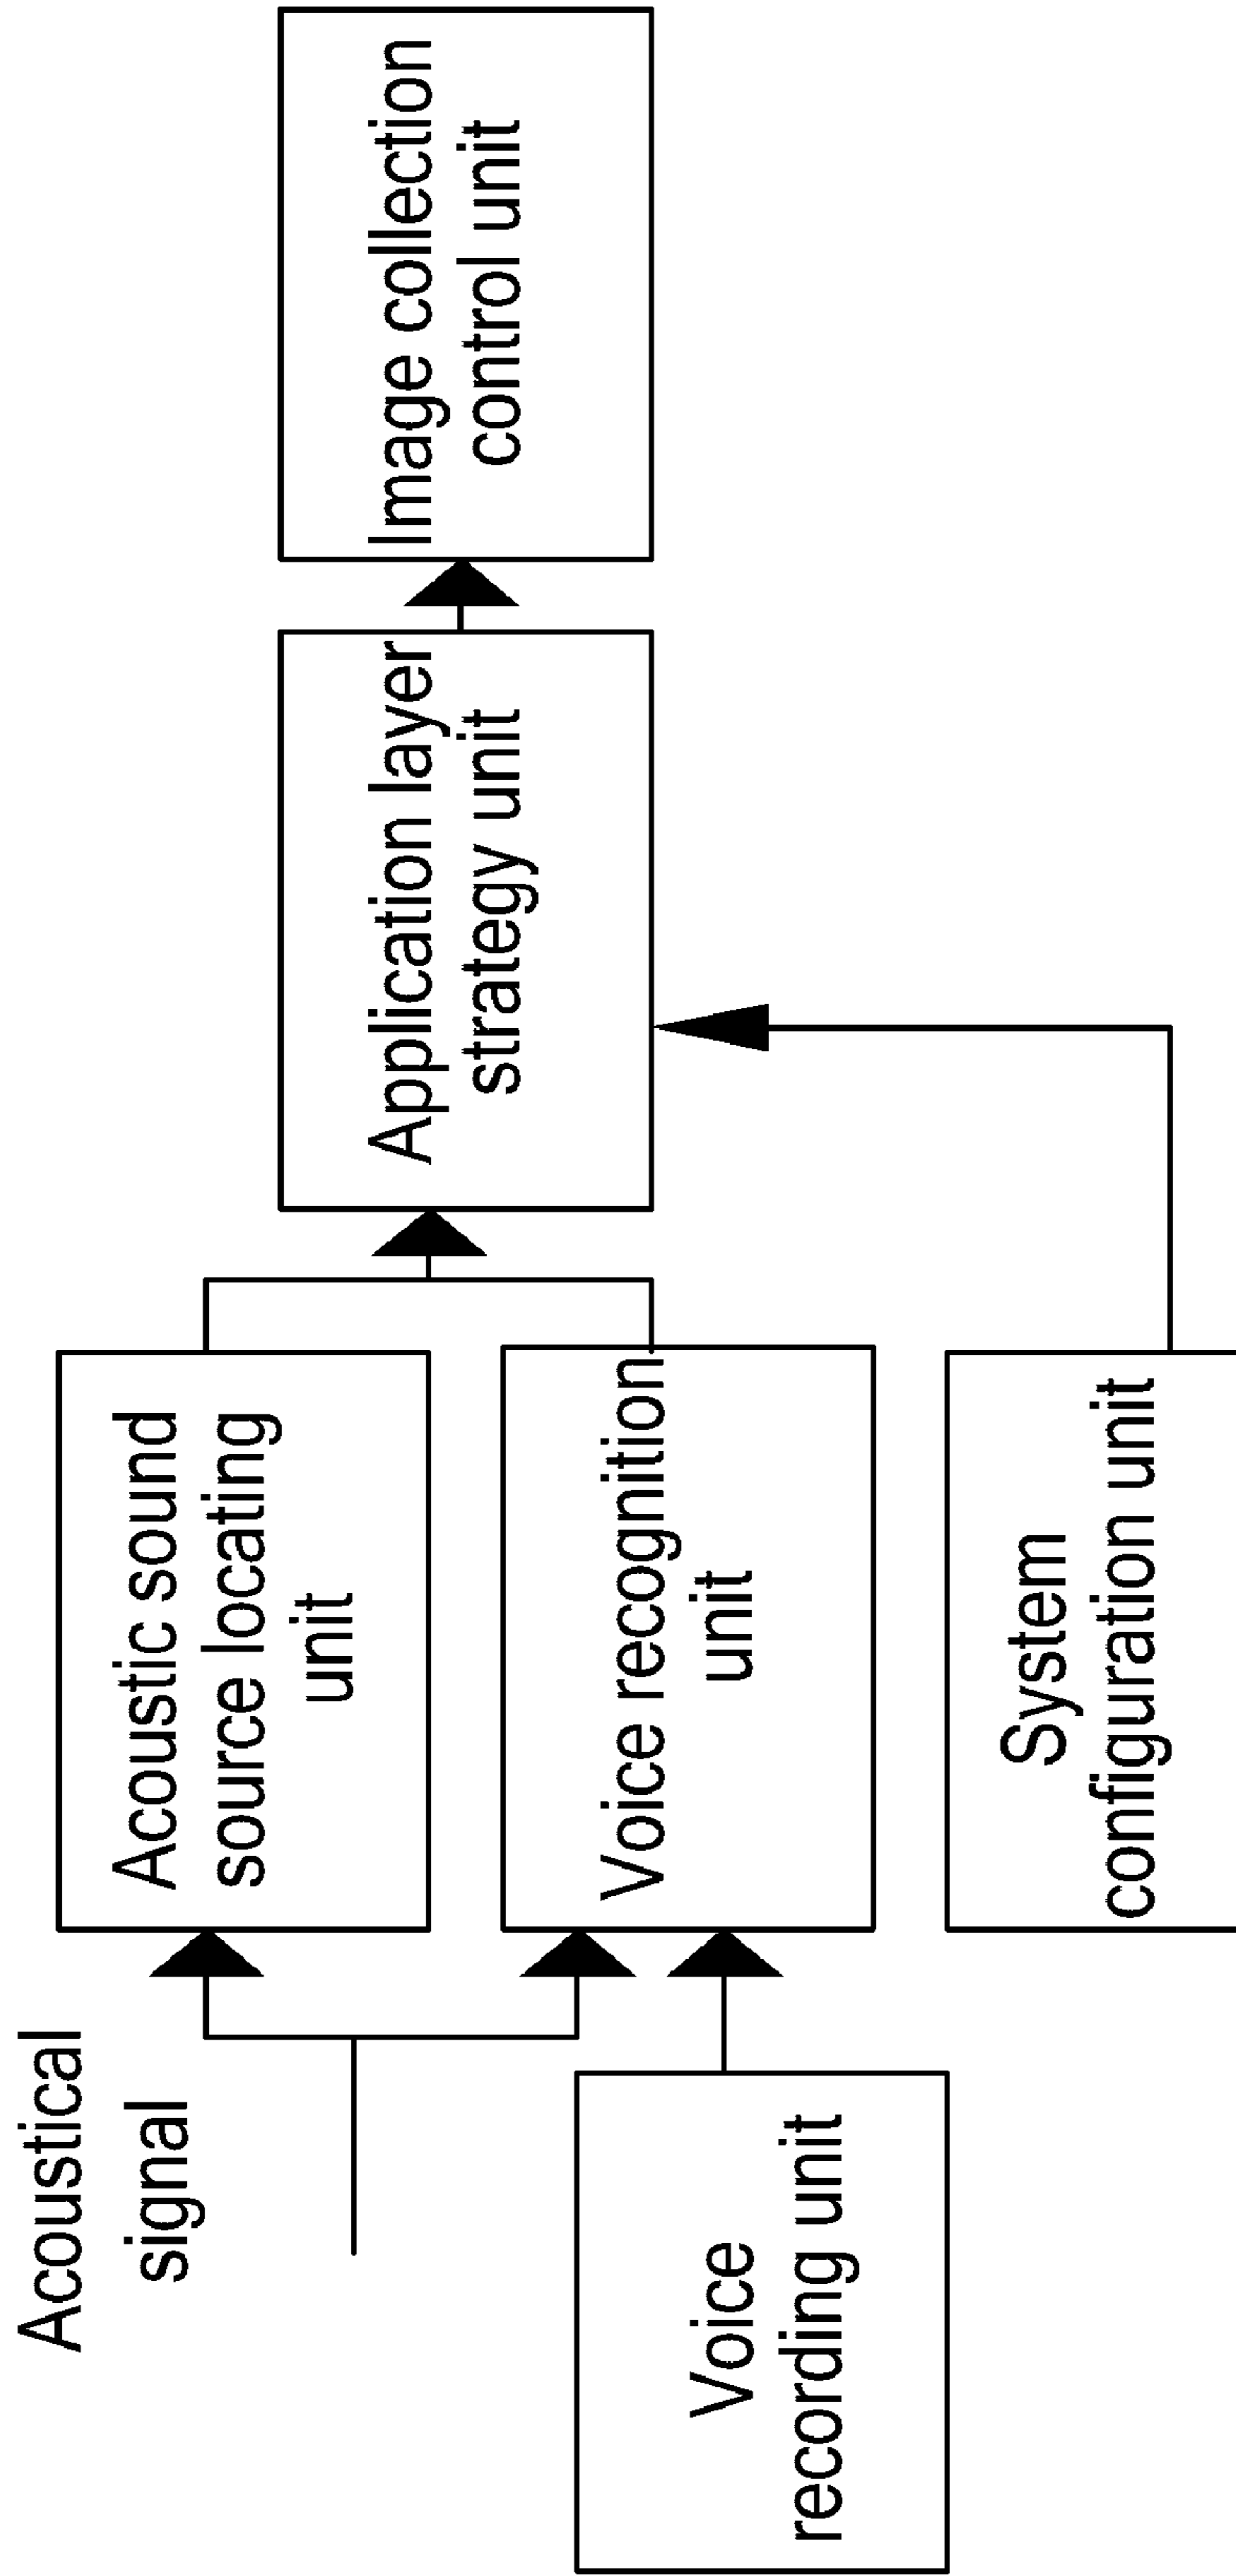 Acoustical
signal
Voice
recording unit
Acoustic sound
source locating
unit
Voice recognition
unit
System
configuration unit
Application layer
strategy unit
Image collection
control unit